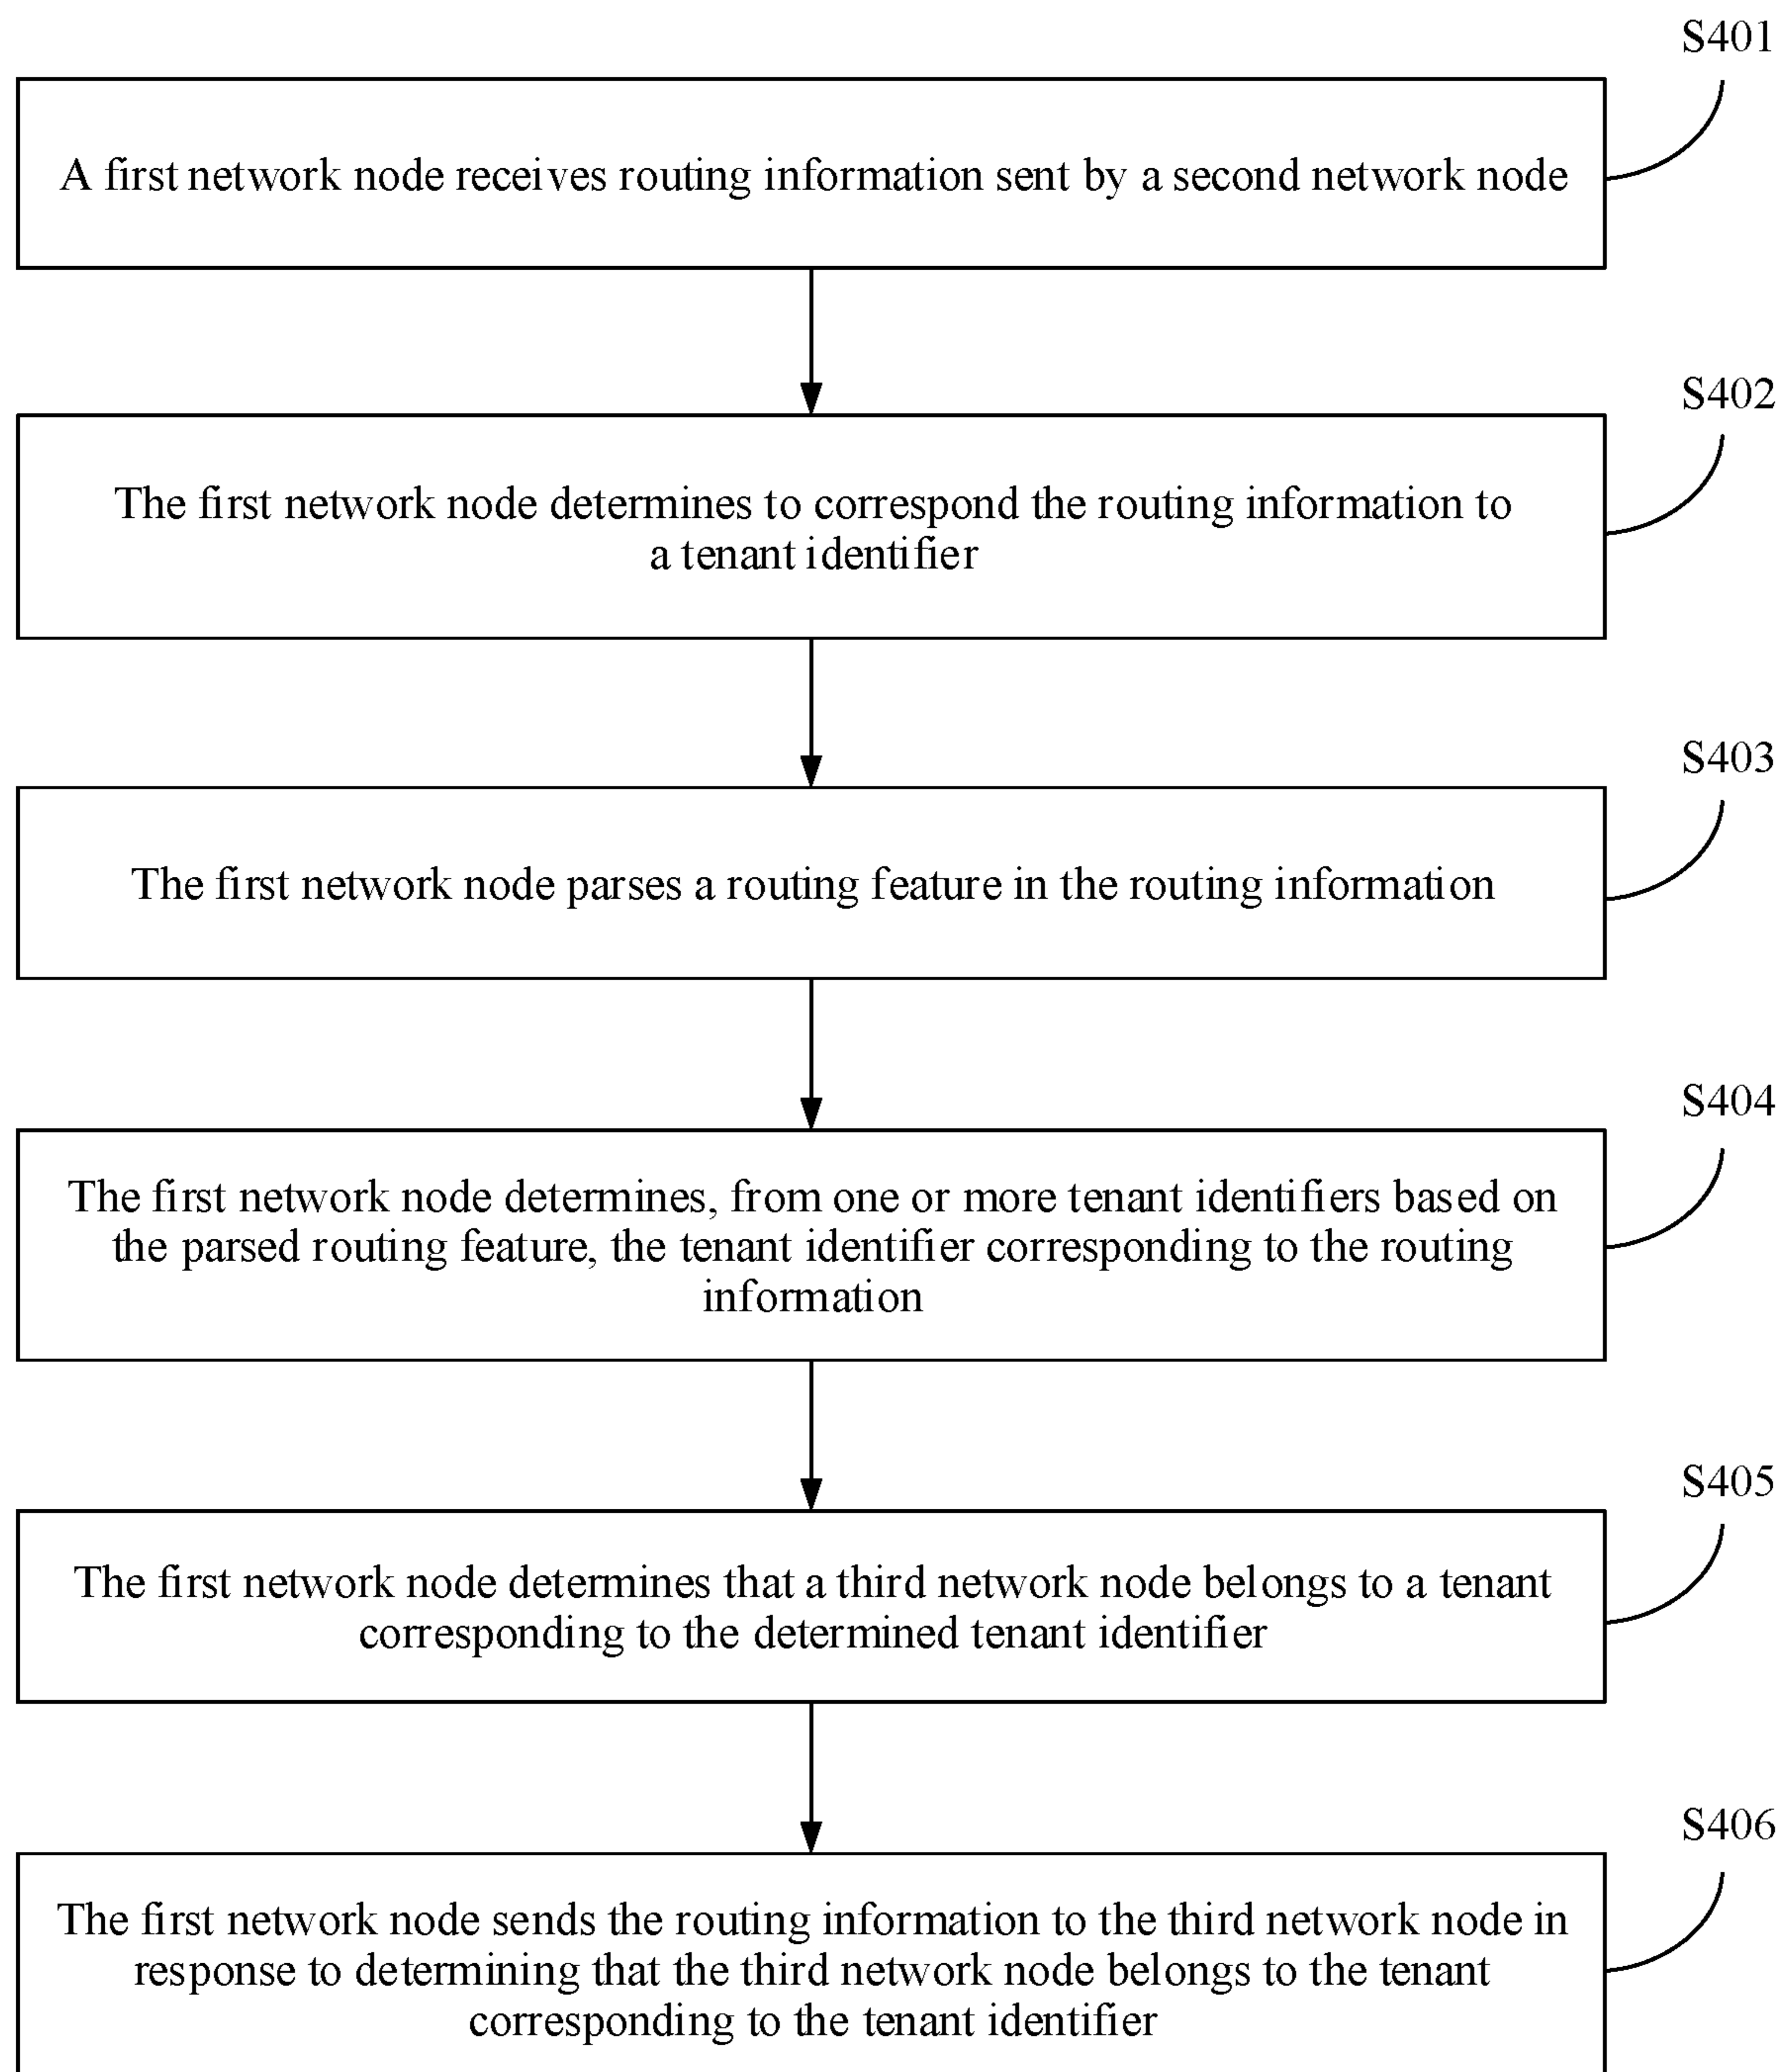 S401
A first network node receives routing information sent by a second network node
S402
The first network node determines to correspond the routing information to
a tenant identifier
S403
The first network node parses a routing feature in the routing information
S404
The first network node determines, from one or more tenant identifiers based on
the parsed routing feature, the tenant identifier corresponding to the routing
information
S405
The first network node determines that a third network node belongs to a tenant
corresponding to the determined tenant identifier
S406
The first network node sends the routing information to the third network node in
response to determining that the third network node belongs to the tenant
corresponding to the tenant identifier